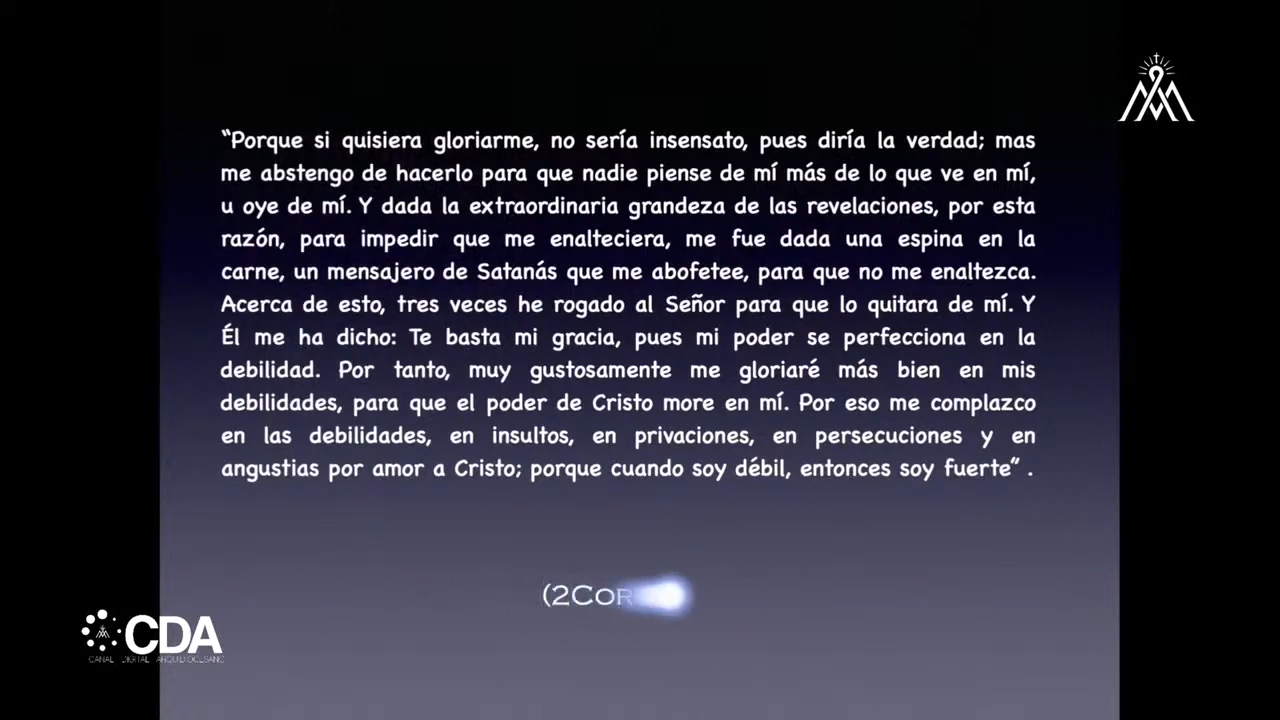 “Porque si quisiera gloriarme, no sería insensato, pues diría la verdad; mas
me abstengo de hacerlo para que nadie piense de mí más de lo que ve en mí,
u oye de mí. Y dada la extraordinaria grandeza de las revelaciones, por esta
razón, para impedir que me enalteciera, me fue dada una espina en la
carne, un mensajero de Satanás que me abofetee, para que no me enaltezca.
Acerca de esto, tres veces he rogado al Señor para que lo quitara de mí. Y
Él me ha dicho: Te basta mi gracia, pues mi poder se perfecciona en la
debilidad. Por tanto, muy gustosamente me gloriaré más bien en mis
debilidades, para que el poder de Cristo more en mí. Por eso me complazco
en las debilidades, en insultos, en privaciones, en persecuciones y en
angustias por amor a Cristo; porque cuando soy débil, entonces soy fuerte” .
(2Cor
CDA
CANAL DIGITAL ARQUIDIOCESANO